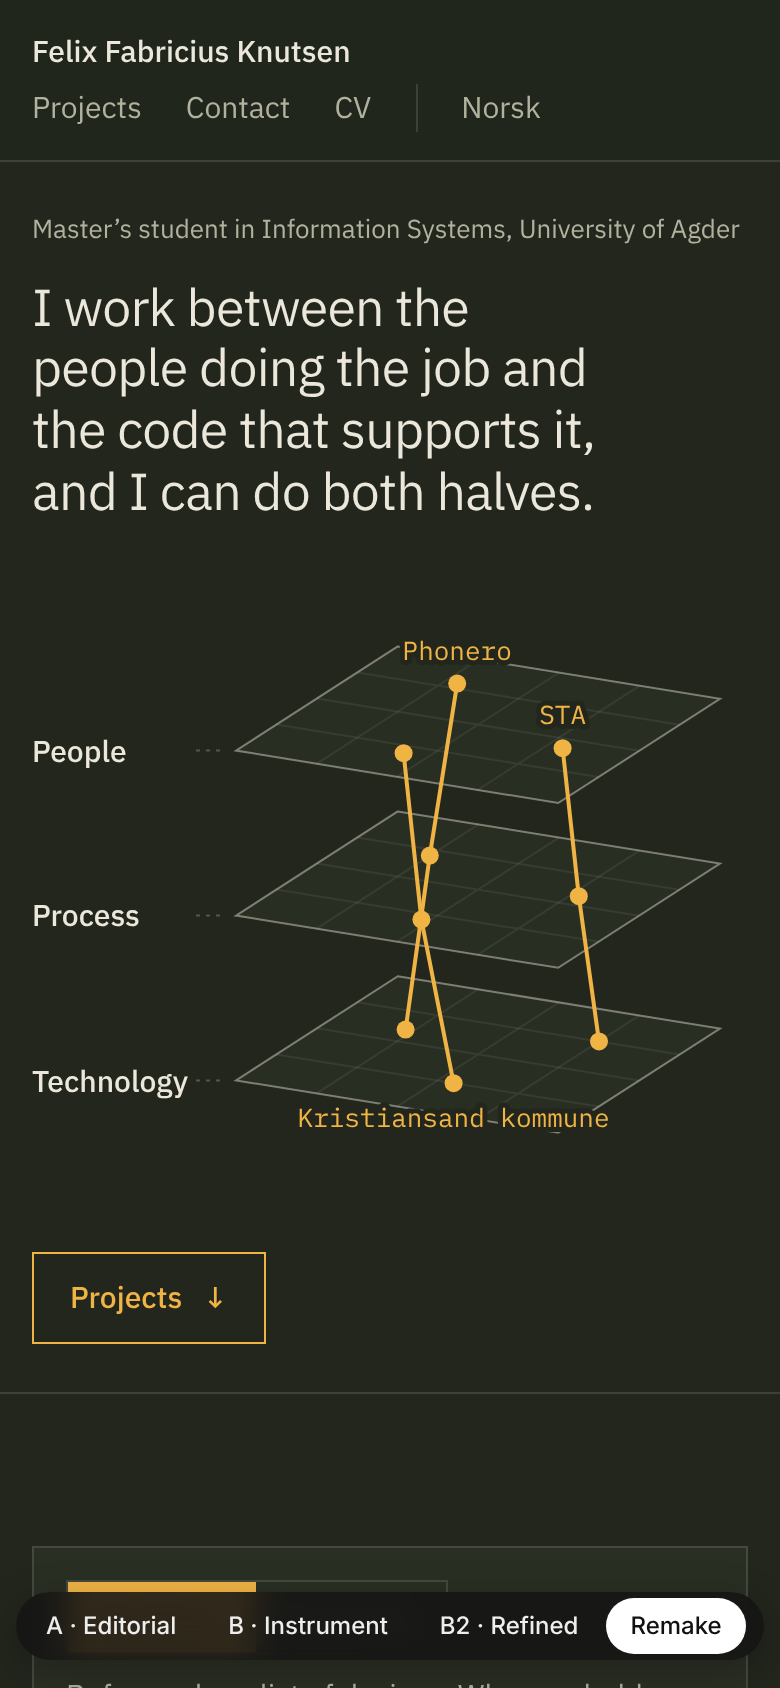 Felix Fabricius Knutsen
Projects Contact CV Norsk
Master’s student in Information Systems, University of Agder
I work between the
people doing the job and
the code that supports it,
and I can do both halves.
Phonero
STA
People
Process
Technology
Kristiansand kommune
Projects ↓
A · Editorial B · Instrument B2 · Refined Remake